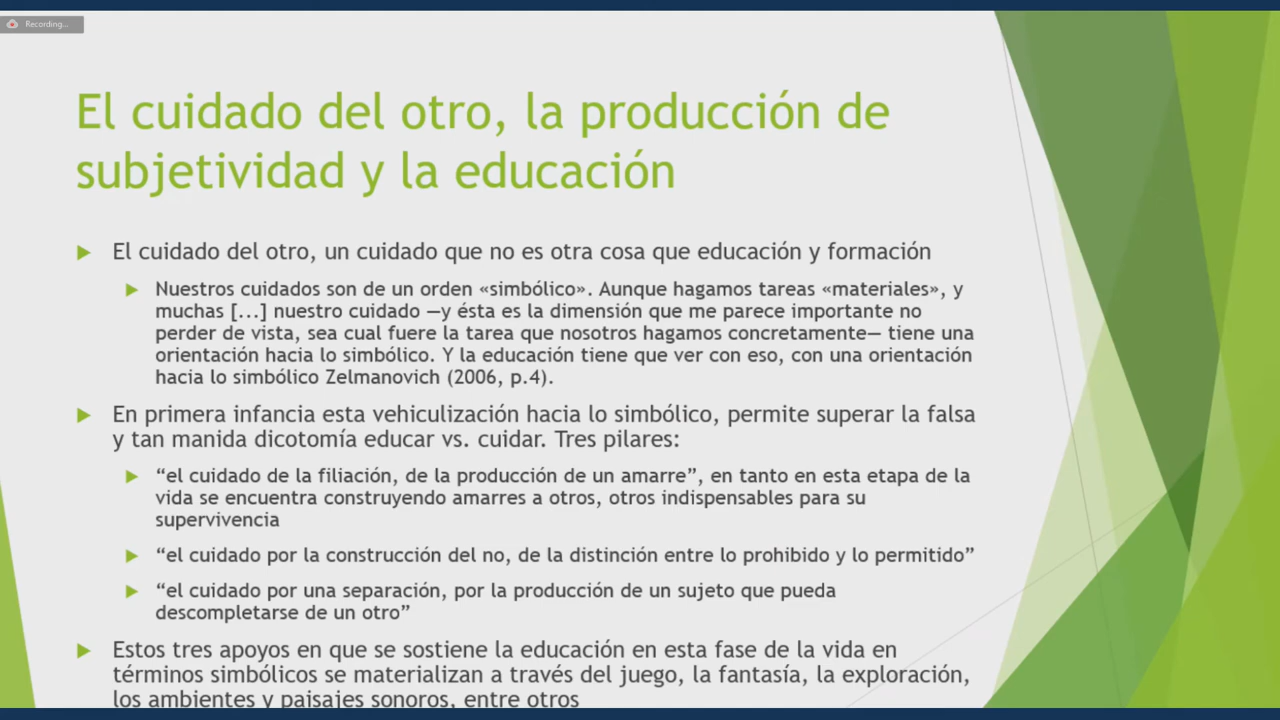 Recording...
El cuidado del otro, la producción de
subjetividad y la educación
El cuidado del otro, un cuidado que no es otra cosa que educación y formación
Nuestros cuidados son de un orden «simbólico». Aunque hagamos tareas «materiales», y
muchas [...] nuestro cuidado —y ésta es la dimensión que me parece importante no
perder de vista, sea cual fuere la tarea que nosotros hagamos concretamente— tiene una
orientación hacia lo simbólico. Y la educación tiene que ver con eso, con una orientación
hacia lo simbólico Zelmanovich (2006, p.4).
En primera infancia esta vehiculización hacia lo simbólico, permite superar la falsa
y tan manida dicotomía educar vs. cuidar. Tres pilares:
“el cuidado de la filiación, de la producción de un amarre”, en tanto en esta etapa de la
vida se encuentra construyendo amarres a otros, otros indispensables para su
supervivencia
“el cuidado por la construcción del no, de la distinción entre lo prohibido y lo permitido”
“el cuidado por una separación, por la producción de un sujeto que pueda
descompletarse de un otro”
Estos tres apoyos en que se sostiene la educación en esta fase de la vida en
términos simbólicos se materializan a través del juego, la fantasía, la exploración,
los ambientes y paisajes sonoros, entre otros